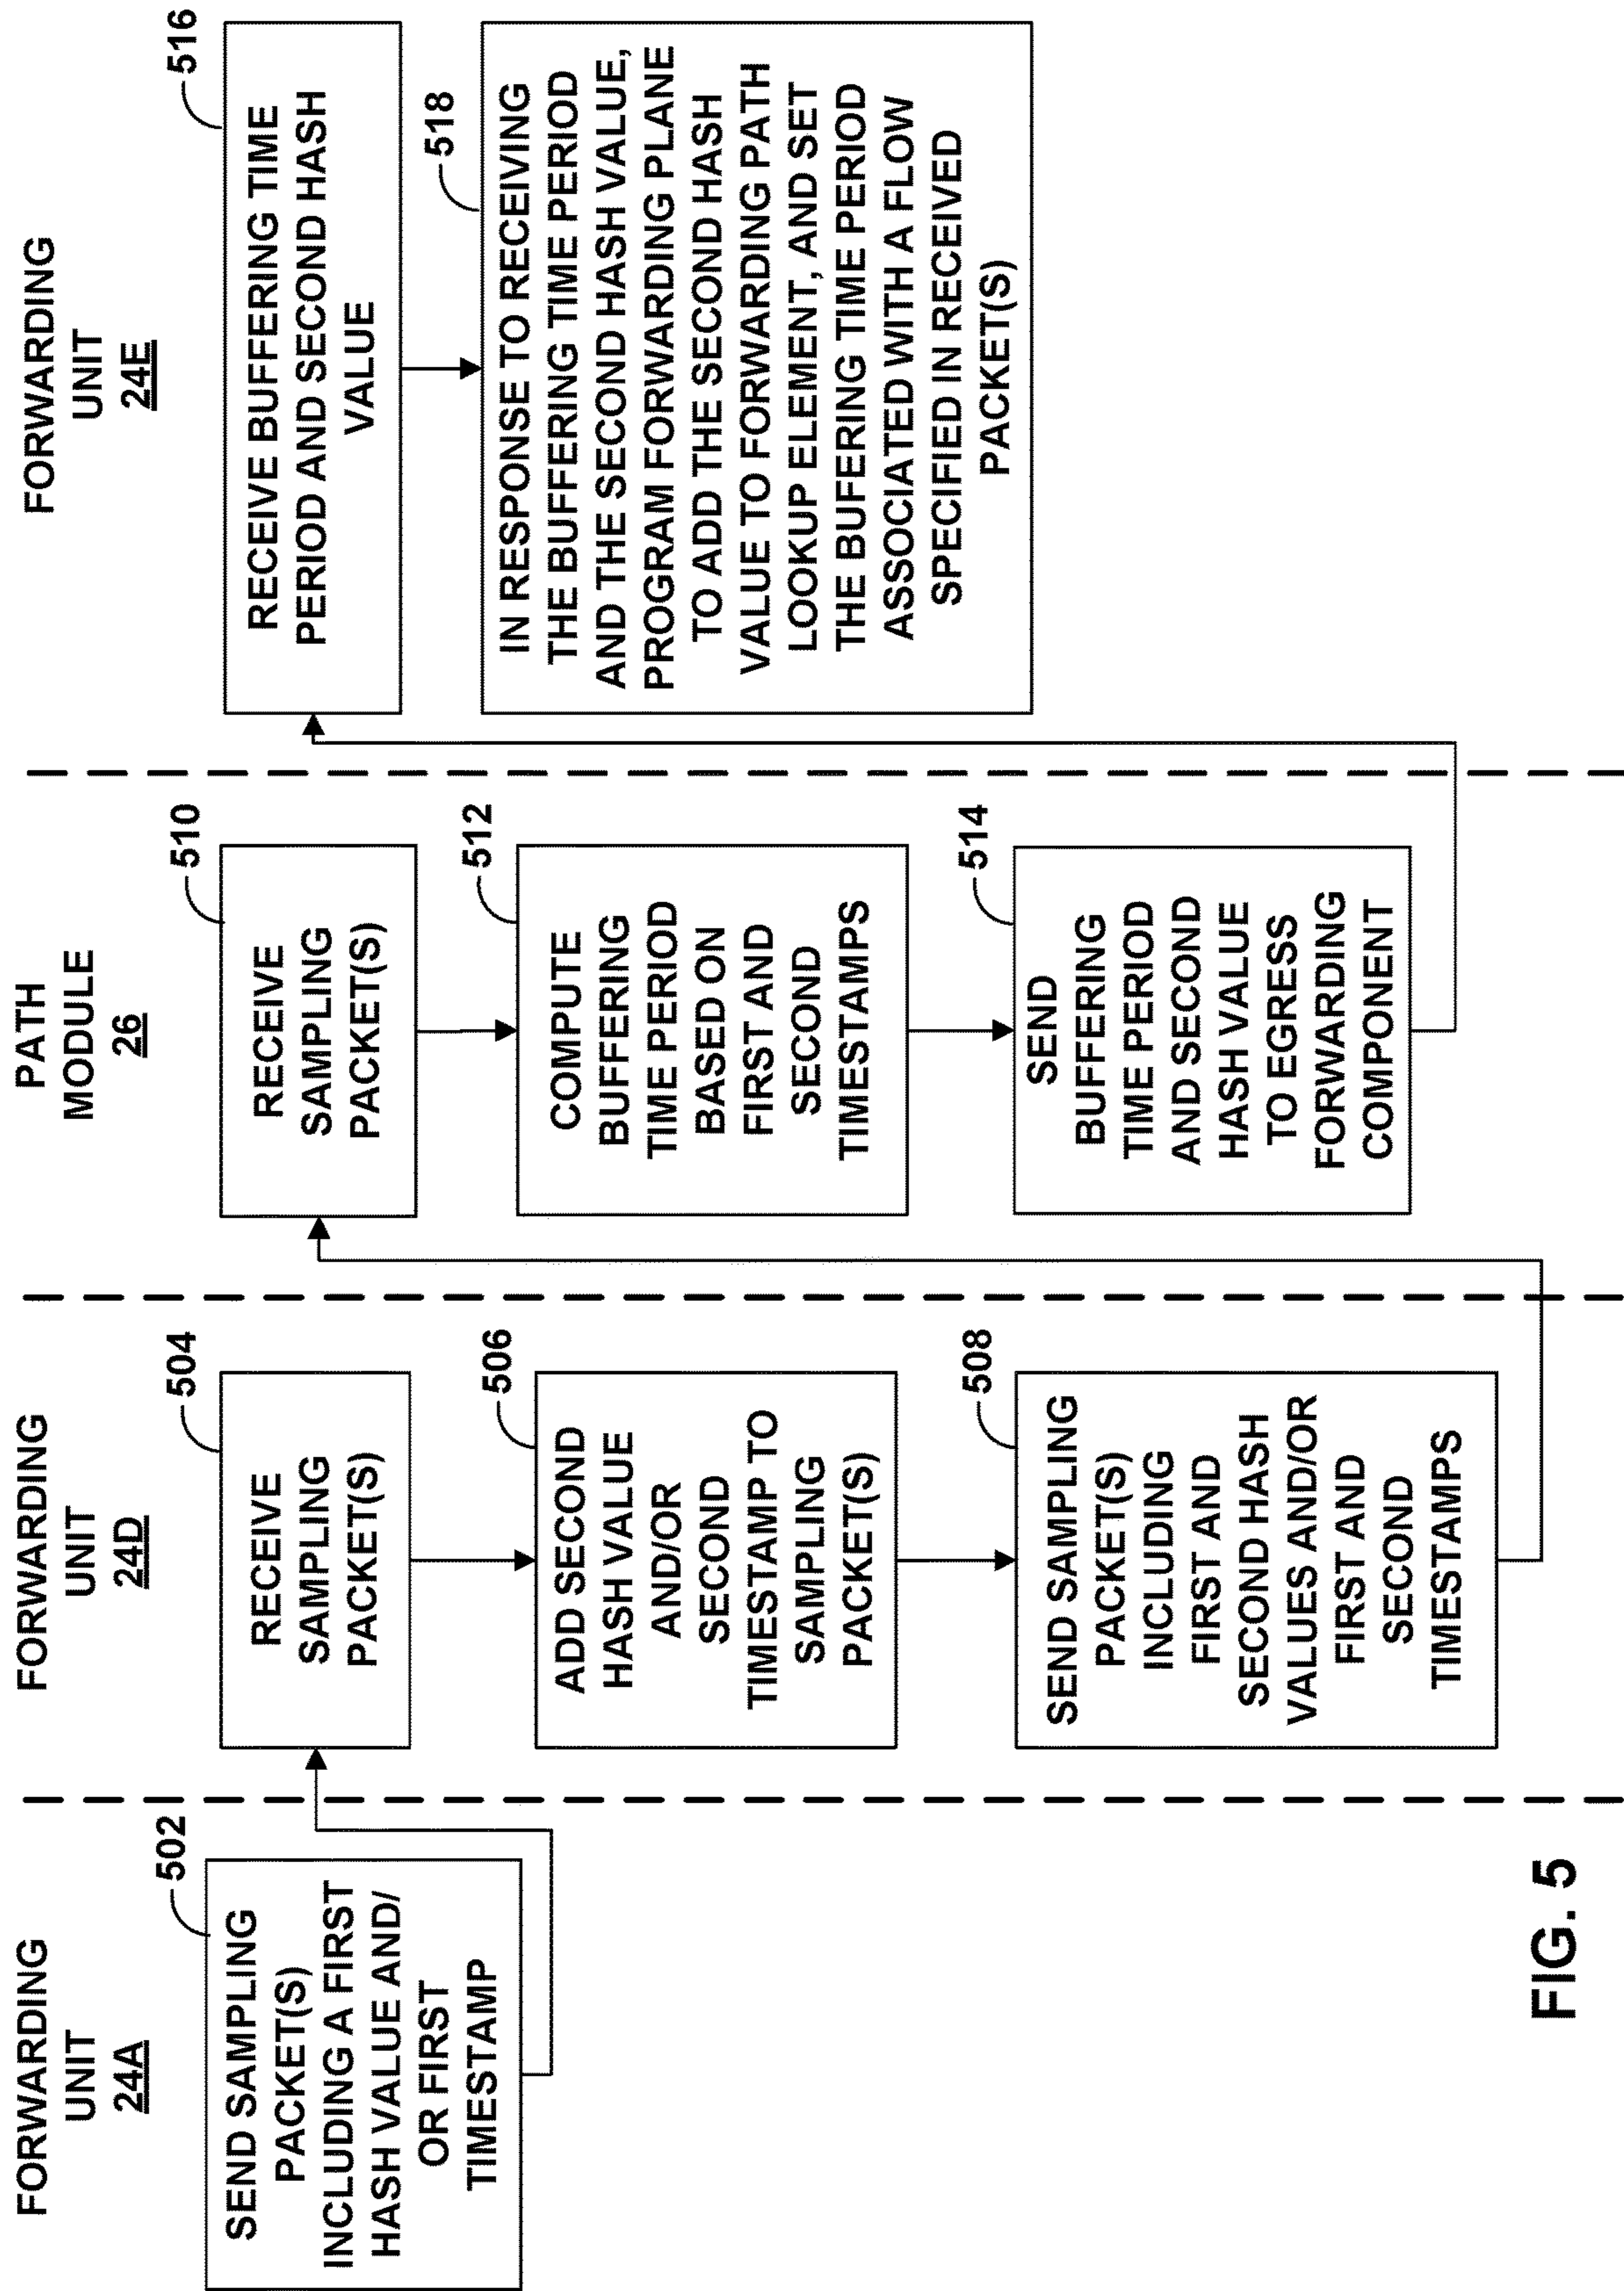 FORWARDING
UNIT
24A
502
SEND SAMPLING
PACKET(S)
INCLUDING A FIRST
HASH VALUE AND/
OR FIRST
TIMESTAMP
FORWARDING
UNIT
24D
504
RECEIVE
SAMPLING
PACKET(S)
506
ADD SECOND
HASH VALUE
AND/OR
SECOND
TIMESTAMP TO
SAMPLING
PACKET(S)
508
SEND SAMPLING
PACKET(S)
INCLUDING
FIRST AND
SECOND HASH
VALUES AND/OR
FIRST AND
SECOND
TIMESTAMPS
PATH
MODULE
26
510
RECEIVE
SAMPLING
PACKET(S)
512
COMPUTE
BUFFERING
TIME PERIOD
BASED ON
FIRST AND
SECOND
TIMESTAMPS
514
SEND
BUFFERING
TIME PERIOD
AND SECOND
HASH VALUE
TO EGRESS
FORWARDING
COMPONENT
FORWARDING
UNIT
24E
516
RECEIVE BUFFERING TIME
PERIOD AND SECOND HASH
VALUE
518
IN RESPONSE TO RECEIVING
THE BUFFERING TIME PERIOD
AND THE SECOND HASH VALUE,
PROGRAM FORWARDING PLANE
TO ADD THE SECOND HASH
VALUE TO FORWARDING PATH
LOOKUP ELEMENT, AND SET
THE BUFFERING TIME PERIOD
ASSOCIATED WITH A FLOW
SPECIFIED IN RECEIVED
PACKET(S)
FIG. 5